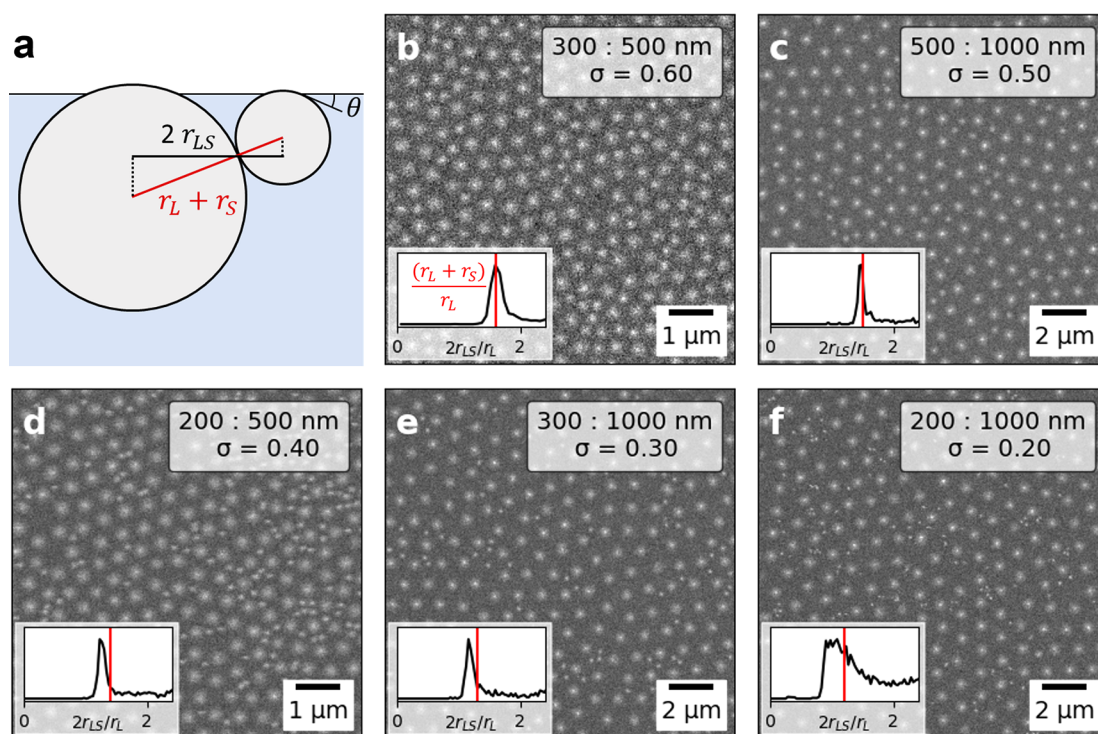 a
2 r_LS
θ
r_L + r_S
b
300 : 500 nm
σ = 0.60
(r_L + r_S)
r_L
0
2r_LS/r_L
2
1 μm
c
500 : 1000 nm
σ = 0.50
0
2r_LS/r_L
2
2 μm
d
200 : 500 nm
σ = 0.40
0
2r_LS/r_L
2
1 μm
e
300 : 1000 nm
σ = 0.30
0
2r_LS/r_L
2
2 μm
f
200 : 1000 nm
σ = 0.20
0
2r_LS/r_L
2
2 μm